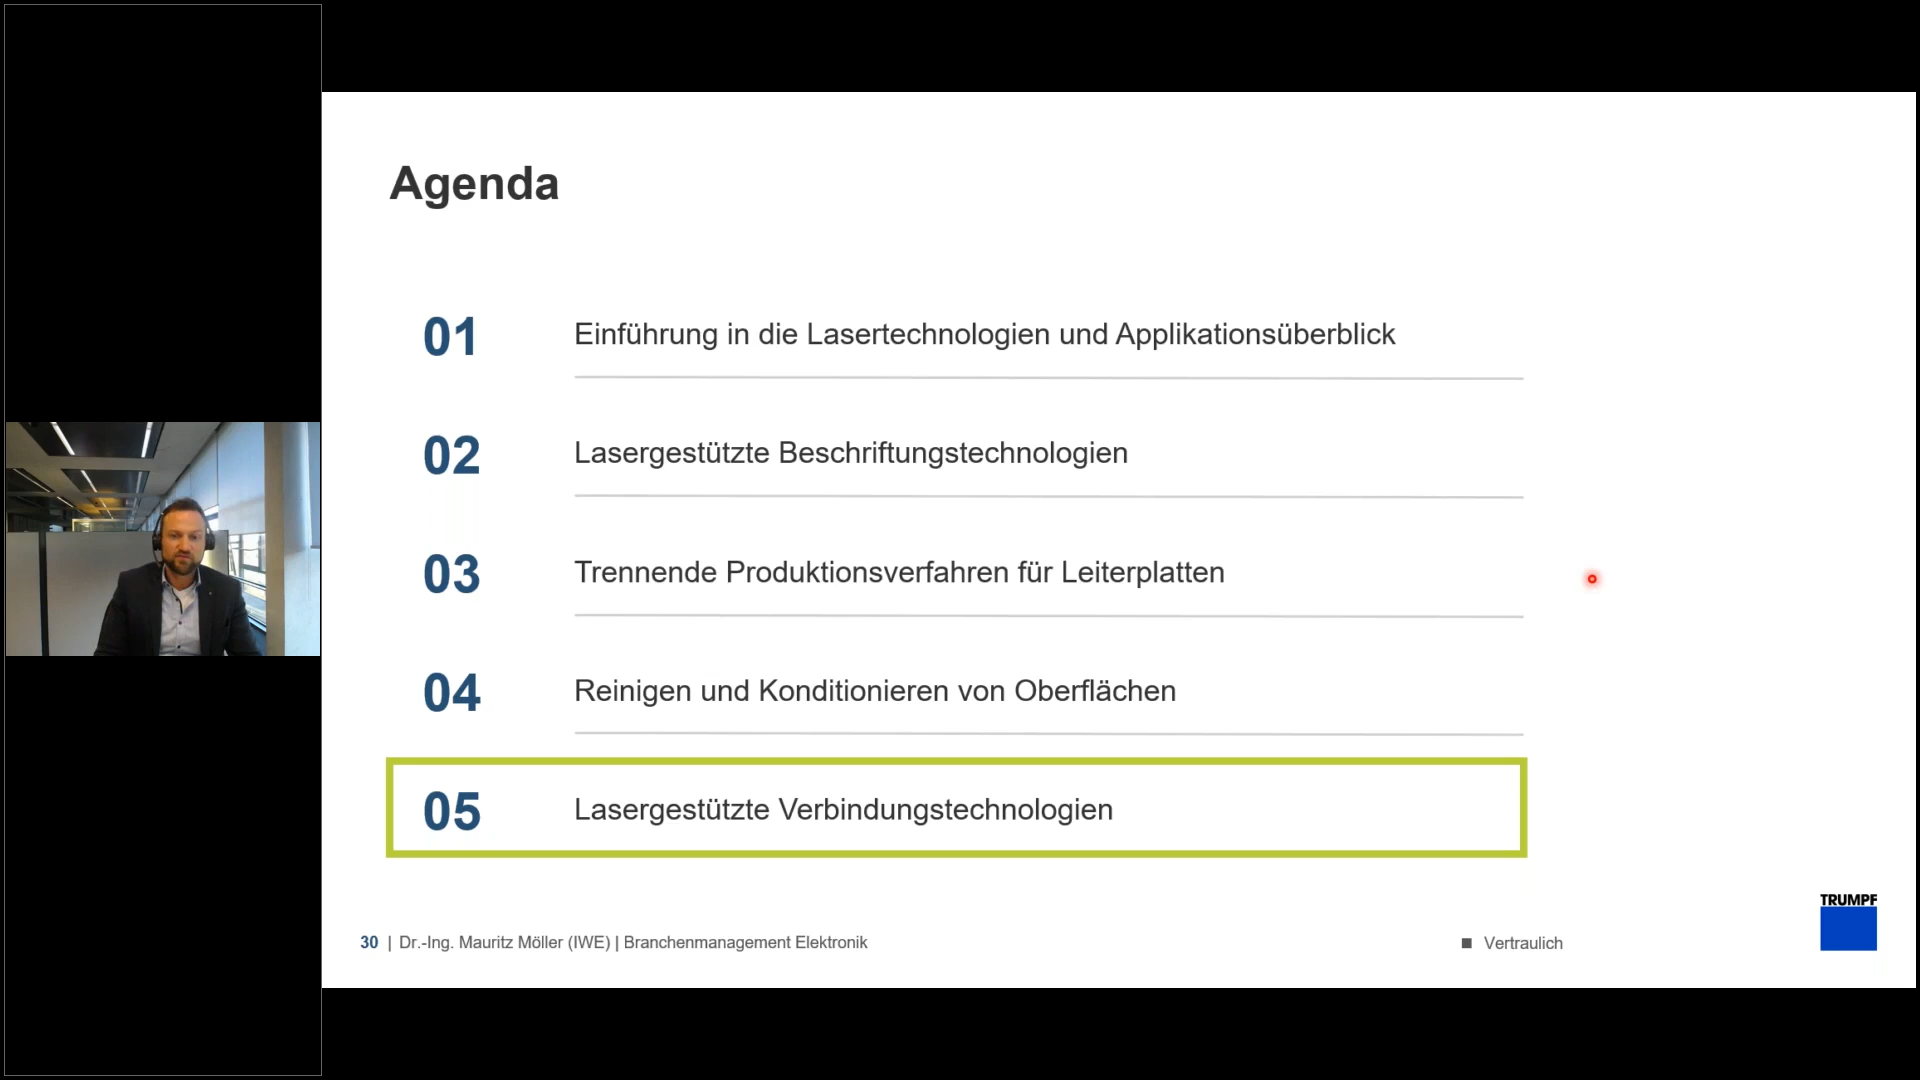 Agenda
01 Einführung in die Lasertechnologien und Applikationsüberblick
02 Lasergestützte Beschriftungstechnologien
03 Trennende Produktionsverfahren für Leiterplatten
04 Reinigen und Konditionieren von Oberflächen
05 Lasergestützte Verbindungstechnologien
30 | Dr.-Ing. Mauritz Möller (IWE) | Branchenmanagement Elektronik
Vertraulich
TRUMPF